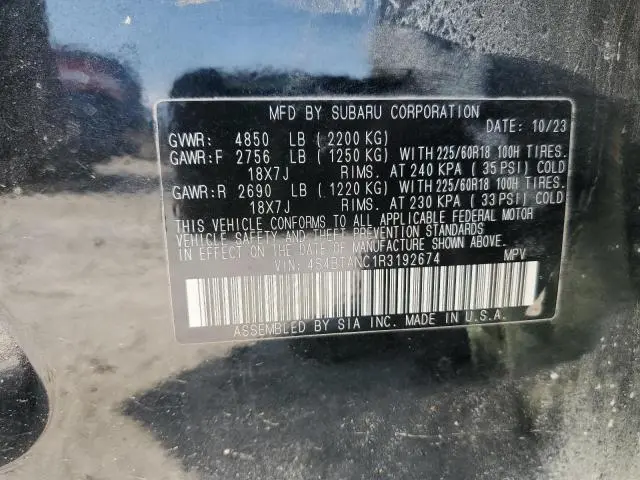 MFD BY SUBARU CORPORATION
DATE: 10/23
GVWR: 4850 LB (2200 KG)
GAWR:F 2756 LB (1250 KG) WITH 225/60R18 100H TIRES.
18X7J RIMS. AT 240 KPA (35 PSI) COLD
GAWR:R 2690 LB (1220 KG) WITH 225/60R18 100H TIRES.
18X7J RIMS. AT 230 KPA (33 PSI) COLD
THIS VEHICLE CONFORMS TO ALL APPLICABLE FEDERAL MOTOR
VEHICLE SAFETY AND THEFT PREVENTION STANDARDS
IN EFFECT ON THE DATE OF MANUFACTURE SHOWN ABOVE.
VIN: 4S4BTANC1R3192674 MPV
ASSEMBLED BY SIA INC. MADE IN U.S.A.